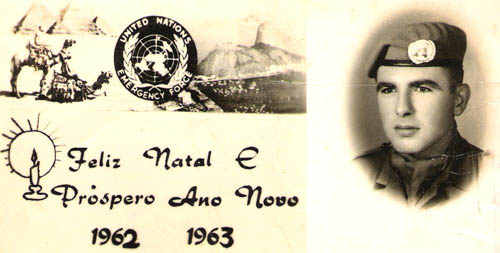 UNITED NATIONS
EMERGENCY FORCE
Feliz Natal E
Próspero Ano Novo
1962 1963